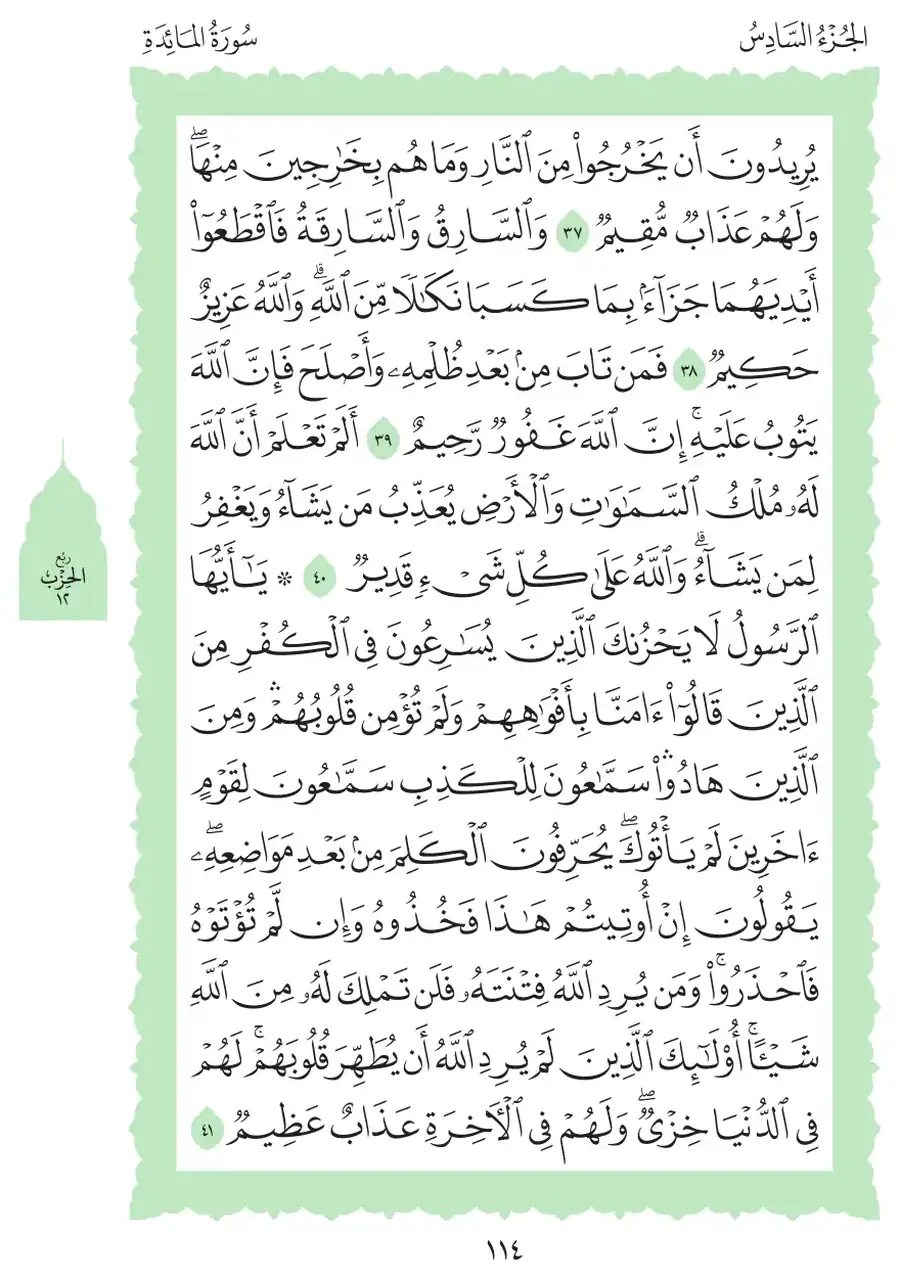 الجُزْءُ السَّادِسُ
سُورَةُ المَائِدَةِ
يُرِيدُونَ أَن يَخْرُجُوا۟ مِنَ ٱلنَّارِ وَمَا هُم بِخَـٰرِجِينَ مِنْهَا ۖ
وَلَهُمْ عَذَابٌ مُّقِيمٌ ٣٧ وَٱلسَّارِقُ وَٱلسَّارِقَةُ فَٱقْطَعُوٓا۟
أَيْدِيَهُمَا جَزَآءًۢ بِمَا كَسَبَا نَكَـٰلًا مِّنَ ٱللَّهِ ۗ وَٱللَّهُ عَزِيزٌ
حَكِيمٌ ٣٨ فَمَن تَابَ مِنۢ بَعْدِ ظُلْمِهِۦ وَأَصْلَحَ فَإِنَّ ٱللَّهَ
يَتُوبُ عَلَيْهِ ۚ إِنَّ ٱللَّهَ غَفُورٌ رَّحِيمٌ ٣٩ أَلَمْ تَعْلَمْ أَنَّ ٱللَّهَ
لَهُۥ مُلْكُ ٱلسَّمَـٰوَٰتِ وَٱلْأَرْضِ يُعَذِّبُ مَن يَشَآءُ وَيَغْفِرُ
لِمَن يَشَآءُ ۗ وَٱللَّهُ عَلَىٰ كُلِّ شَىْءٍ قَدِيرٌ ٤٠ * يَـٰٓأَيُّهَا
ٱلرَّسُولُ لَا يَحْزُنكَ ٱلَّذِينَ يُسَـٰرِعُونَ فِى ٱلْكُفْرِ مِنَ
ٱلَّذِينَ قَالُوٓا۟ ءَامَنَّا بِأَفْوَٰهِهِمْ وَلَمْ تُؤْمِن قُلُوبُهُمْ ۛ وَمِنَ
ٱلَّذِينَ هَادُوا۟ ۛ سَمَّـٰعُونَ لِلْكَذِبِ سَمَّـٰعُونَ لِقَوْمٍ
ءَاخَرِينَ لَمْ يَأْتُوكَ ۖ يُحَرِّفُونَ ٱلْكَلِمَ مِنۢ بَعْدِ مَوَاضِعِهِۦ ۖ
يَقُولُونَ إِنْ أُوتِيتُمْ هَـٰذَا فَخُذُوهُ وَإِن لَّمْ تُؤْتَوْهُ
فَٱحْذَرُوا۟ ۚ وَمَن يُرِدِ ٱللَّهُ فِتْنَتَهُۥ فَلَن تَمْلِكَ لَهُۥ مِنَ ٱللَّهِ
شَيْـًٔا ۚ أُو۟لَـٰٓئِكَ ٱلَّذِينَ لَمْ يُرِدِ ٱللَّهُ أَن يُطَهِّرَ قُلُوبَهُمْ ۚ لَهُمْ
فِى ٱلدُّنْيَا خِزْىٌ ۖ وَلَهُمْ فِى ٱلْـَٔاخِرَةِ عَذَابٌ عَظِيمٌ ٤١
رُبع
الحِزْب
١٢
١١٤